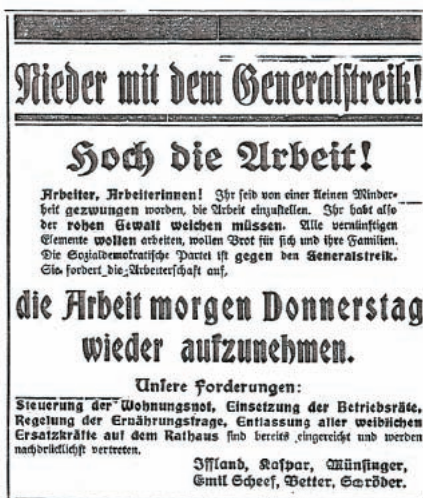 Nieder mit dem Generalstreik!
Hoch die Arbeit!
Arbeiter, Arbeiterinnen! Ihr seid von einer kleinen Minder-
heit gezwungen worden, die Arbeit einzustellen. Ihr habt also
der rohen Gewalt weichen müssen. Alle vernünftigen
Elemente wollen arbeiten, wollen Brot für sich und ihre Familien.
Die Sozialdemokratische Partei ist gegen den Generalstreik.
Sie fordert die Arbeiterschaft auf,
die Arbeit morgen Donnerstag
wieder aufzunehmen.
Unsere Forderungen:
Steuerung der Wohnungsnot, Einsetzung der Betriebsräte,
Regelung der Ernährungsfrage, Entlassung aller weiblichen
Ersatzkräfte auf dem Rathaus sind bereits eingereicht und werden
nachdrücklichst vertreten.
Iffland, Kaspar, Münsinger,
Emil Scheef, Vetter,